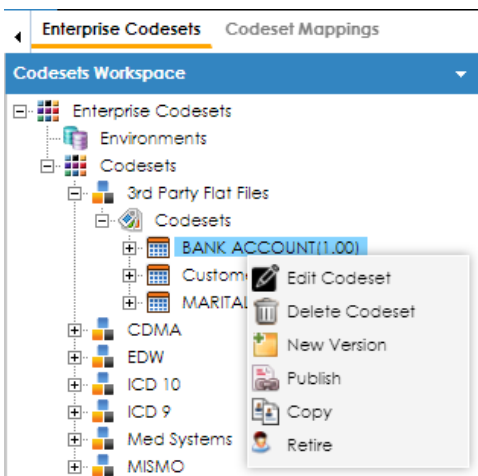 Enterprise Codesets Codeset Mappings
Codesets Workspace
Enterprise Codesets
Environments
Codesets
3rd Party Flat Files
Codesets
BANK ACCOUNT(1.00)
Custome
MARITAL
Edit Codeset
Delete Codeset
New Version
Publish
Copy
Retire
CDMA
EDW
ICD 10
ICD 9
Med Systems
MISMO